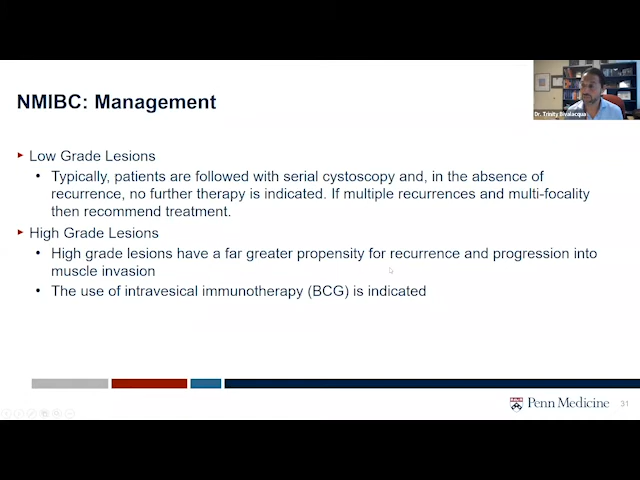 NMIBC: Management
Dr. Trinity Bivalacqua
Low Grade Lesions
Typically, patients are followed with serial cystoscopy and, in the absence of
recurrence, no further therapy is indicated. If multiple recurrences and multi-focality
then recommend treatment.
High Grade Lesions
High grade lesions have a far greater propensity for recurrence and progression into
muscle invasion
The use of intravesical immunotherapy (BCG) is indicated
Penn Medicine
31